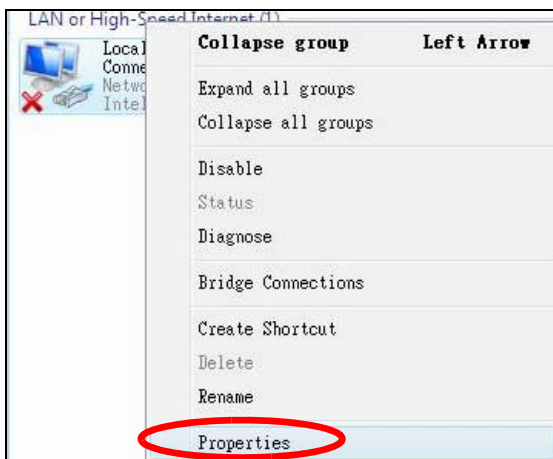 LAN or High-Speed Internet (1)
Local
Conne
Netwo
Intel
Collapse group Left Arrow
Expand all groups
Collapse all groups
Disable
Status
Diagnose
Bridge Connections
Create Shortcut
Delete
Rename
Properties